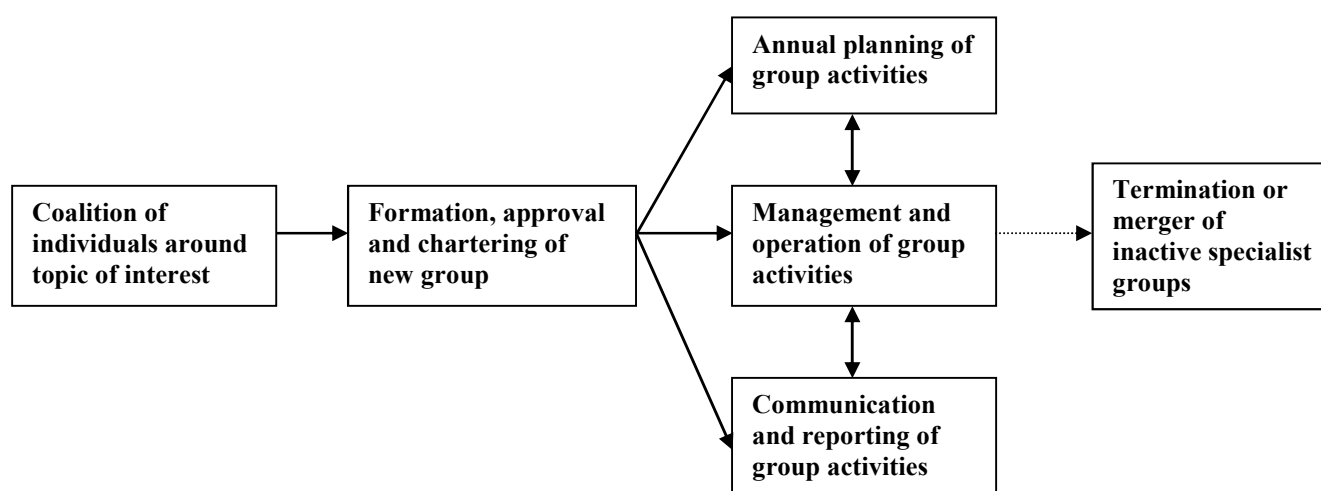 Coalition of
individuals around
topic of interest
Formation, approval
and chartering of
new group
Annual planning of
group activities
Management and
operation of group
activities
Communication
and reporting of
group activities
Termination or
merger of
inactive specialist
groups